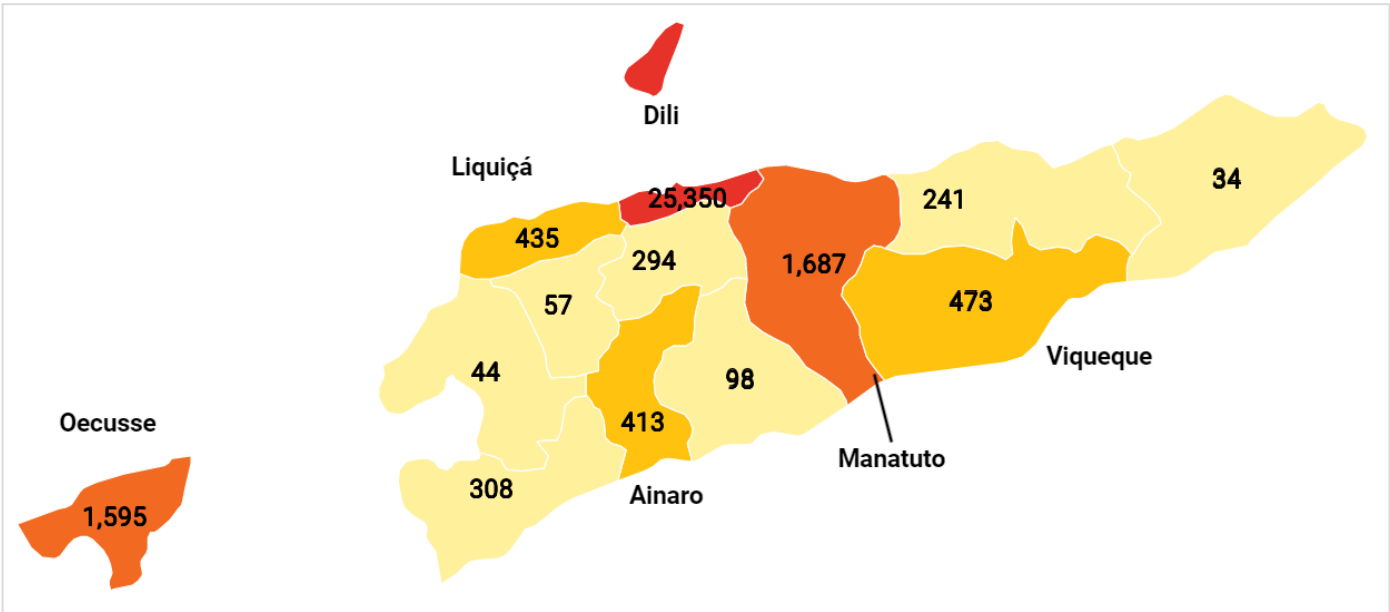 Dili
Liquiçá
34
25,350
241
435
294
1,687
57
473
Viqueque
44
98
Oecusse
413
Manatuto
308
Ainaro
1,595